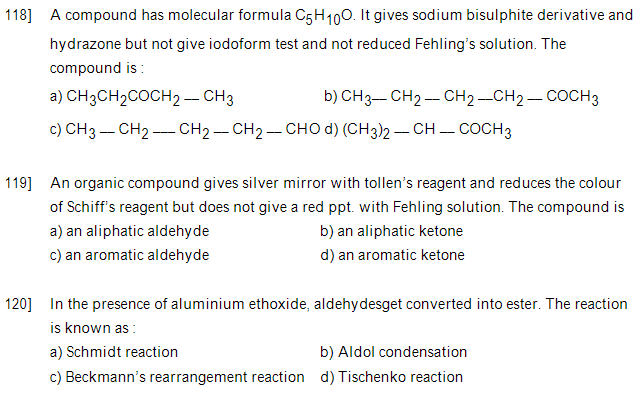 118] A compound has molecular formula C5H10O. It gives sodium bisulphite derivative and
hydrazone but not give iodoform test and not reduced Fehling's solution. The
compound is :
a) CH3CH2COCH2 — CH3 b) CH3— CH2 — CH2 —CH2 — COCH3
c) CH3 — CH2 — CH2 — CH2 — CHO d) (CH3)2 — CH — COCH3
119] An organic compound gives silver mirror with tollen's reagent and reduces the colour
of Schiff's reagent but does not give a red ppt. with Fehling solution. The compound is
a) an aliphatic aldehyde b) an aliphatic ketone
c) an aromatic aldehyde d) an aromatic ketone
120] In the presence of aluminium ethoxide, aldehydesget converted into ester. The reaction
is known as :
a) Schmidt reaction b) Aldol condensation
c) Beckmann's rearrangement reaction d) Tischenko reaction